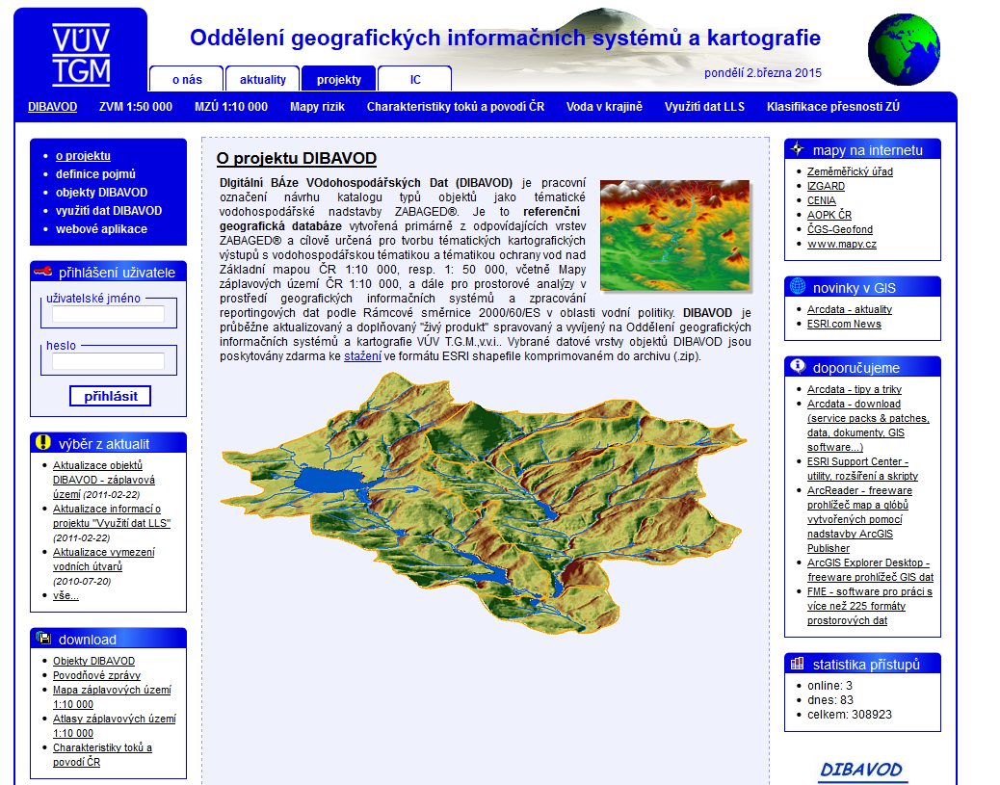 VÚV
TGM
Oddělení geografických informačních systémů a kartografie
pondělí 2.března 2015
o nás
aktuality
projekty
IC
DIBAVOD
ZVM 1:50 000
MZÚ 1:10 000
Mapy rizik
Charakteristiky toků a povodí ČR
Voda v krajině
Využití dat LLS
Klasifikace přesnosti ZÚ
o projektu
definice pojmů
objekty DIBAVOD
využití dat DIBAVOD
webové aplikace
přihlášení uživatele
uživatelské jméno
heslo
přihlásit
výběr z aktualit
Aktualizace objektů
DIBAVOD - záplavová
území (2011-02-22)
Aktualizace informací o
projektu "Využití dat LLS"
(2011-02-22)
Aktualizace vymezení
vodních útvarů
(2010-07-20)
vše...
download
Objekty DIBAVOD
Povodňové zprávy
Mapa záplavových území
1:10 000
Atlasy záplavových území
1:10 000
Charakteristiky toků a
povodí ČR
O projektu DIBAVOD
DIgitální BÁze VOdohospodářských Dat (DIBAVOD) je pracovní
označení návrhu katalogu typů objektů jako tématické
vodohospodářské nadstavby ZABAGED®. Je to referenční
geografická databáze vytvořená primárně z odpovídajících vrstev
ZABAGED® a cílově určená pro tvorbu tématických kartografických
výstupů s vodohospodářskou tématikou a tématikou ochrany vod nad
Základní mapou ČR 1:10 000, resp. 1: 50 000, včetně Mapy
záplavových území ČR 1:10 000, a dále pro prostorové analýzy v
prostředí geografických informačních systémů a zpracování
reportingových dat podle Rámcové směrnice 2000/60/ES v oblasti vodní politiky. DIBAVOD je
průběžne aktualizovaný a doplňovaný "živý produkt" spravovaný a vyvíjený na Oddělení geografických
informačních systémů a kartografie VÚV T.G.M.,v.v.i.. Vybrané datové vrstvy objektů DIBAVOD jsou
poskytovány zdarma ke stažení ve formátu ESRI shapefile komprimovaném do archivu (.zip).
mapy na internetu
Zeměměřický úřad
IZGARD
CENIA
AOPK ČR
ČGS-Geofond
www.mapy.cz
novinky v GIS
Arcdata - aktuality
ESRI.com News
doporučujeme
Arcdata - tipy a triky
Arcdata - download
(service packs & patches,
data, dokumenty, GIS
software...)
ESRI Support Center -
utility, rozšíření a skripty
ArcReader - freeware
prohlížeč map a glóbů
vytvořených pomocí
nadstavby ArcGIS
Publisher
ArcGIS Explorer Desktop -
freeware prohlížeč GIS dat
FME - software pro práci s
více než 225 formáty
prostorových dat
statistika přístupů
online: 3
dnes: 83
celkem: 308923
DIBAVOD